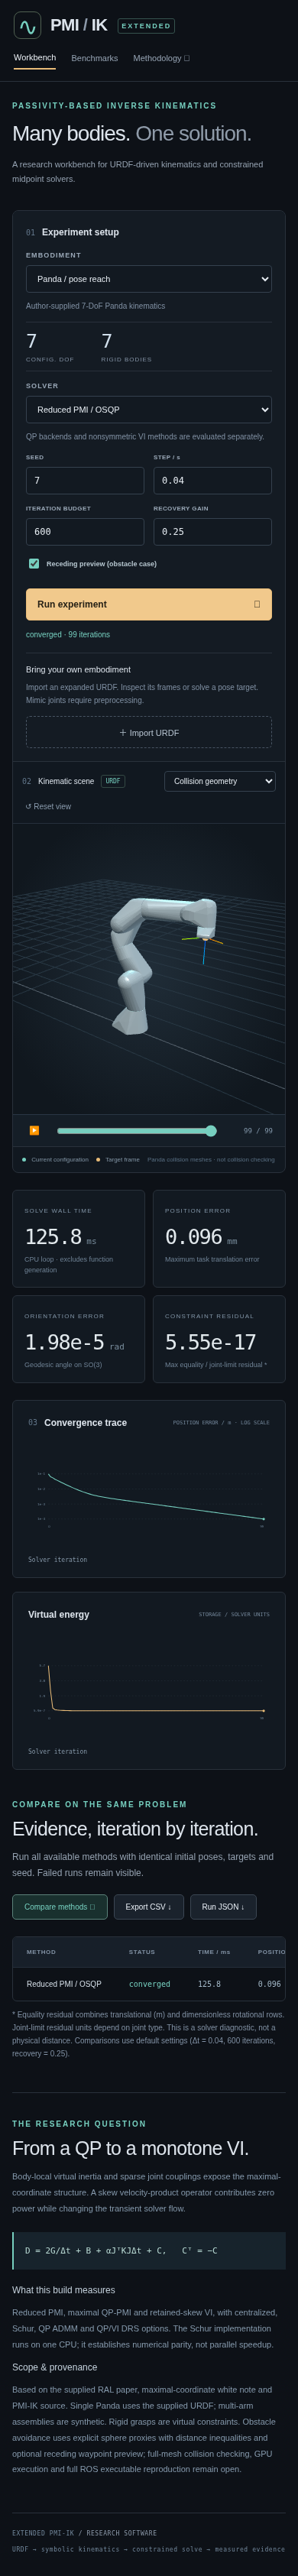 PMI / IK EXTENDED
Workbench Benchmarks Methodology
PASSIVITY-BASED INVERSE KINEMATICS
Many bodies. One solution.
A research workbench for URDF-driven kinematics and constrained
midpoint solvers.
01 Experiment setup
EMBODIMENT
Panda / pose reach
Author-supplied 7-DoF Panda kinematics
7 7
CONFIG. DOF RIGID BODIES
SOLVER
Reduced PMI / OSQP
QP backends and nonsymmetric VI methods are evaluated separately.
SEED STEP / s
7 0.04
ITERATION BUDGET RECOVERY GAIN
600 0.25
Receding preview (obstacle case)
Run experiment
converged · 99 iterations
Bring your own embodiment
Import an expanded URDF. Inspect its frames or solve a pose target.
Mimic joints require preprocessing.
+ Import URDF
02 Kinematic scene URDF Collision geometry
↺ Reset view
99 / 99
Current configuration Target frame Panda collision meshes · not collision checking
SOLVE WALL TIME
125.8 ms
CPU loop · excludes function
generation
POSITION ERROR
0.096 mm
Maximum task translation error
ORIENTATION ERROR
1.98e-5 rad
Geodesic angle on SO(3)
CONSTRAINT RESIDUAL
5.55e-17
Max equality / joint-limit residual *
03 Convergence trace POSITION ERROR / m · LOG SCALE
Solver iteration
Virtual energy STORAGE / SOLVER UNITS
Solver iteration
COMPARE ON THE SAME PROBLEM
Evidence, iteration by iteration.
Run all available methods with identical initial poses, targets and
seed. Failed runs remain visible.
Compare methods Export CSV ↓ Run JSON ↓
METHOD STATUS TIME / ms POSITIO
Reduced PMI / OSQP converged 125.8 0.096
* Equality residual combines translational (m) and dimensionless rotational rows.
Joint-limit residual units depend on joint type. This is a solver diagnostic, not a
physical distance. Comparisons use default settings (Δt = 0.04, 600 iterations,
recovery = 0.25).
THE RESEARCH QUESTION
From a QP to a monotone VI.
Body-local virtual inertia and sparse joint couplings expose the maximal-
coordinate structure. A skew velocity-product operator contributes zero
power while changing the transient solver flow.
D = 2G/Δt + B + αJᵀKJΔt + C, Cᵀ = −C
What this build measures
Reduced PMI, maximal QP-PMI and retained-skew VI, with centralized,
Schur, QP ADMM and QP/VI DRS options. The Schur implementation
runs on one CPU; it establishes numerical parity, not parallel speedup.
Scope & provenance
Based on the supplied RAL paper, maximal-coordinate white note and
PMI-IK source. Single Panda uses the supplied URDF; multi-arm
assemblies are synthetic. Rigid grasps are virtual constraints. Obstacle
avoidance uses explicit sphere proxies with distance inequalities and
optional receding waypoint preview; full-mesh collision checking, GPU
execution and full ROS executable reproduction remain open.
EXTENDED PMI-IK / RESEARCH SOFTWARE
URDF → symbolic kinematics → constrained solve → measured evidence